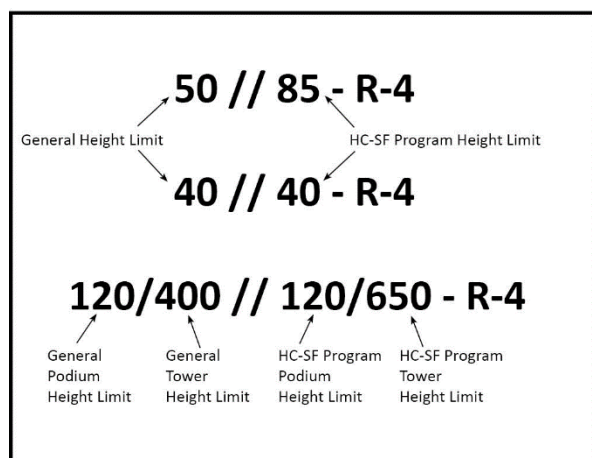 50 // 85 - R-4
General Height Limit
HC-SF Program Height Limit
40 // 40 - R-4
120/400 // 120/650 - R-4
General
Podium
Height Limit
General
Tower
Height Limit
HC-SF Program
Podium
Height Limit
HC-SF Program
Tower
Height Limit